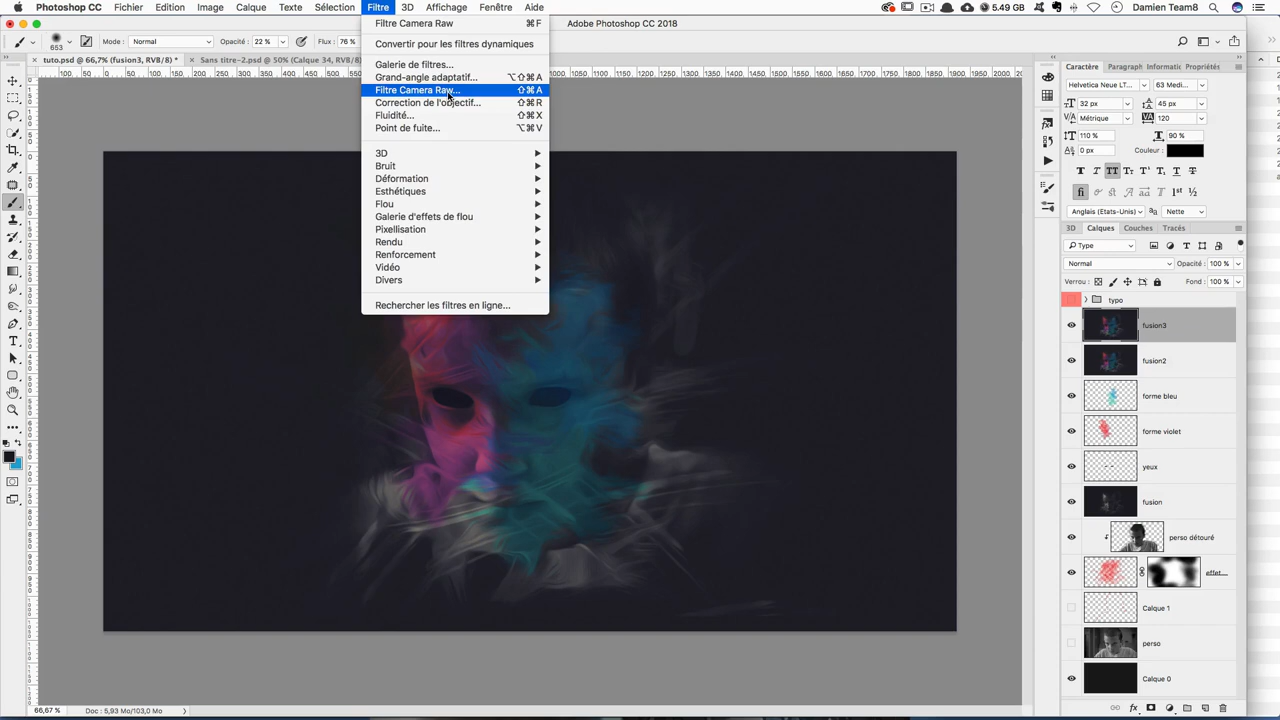 Photoshop CC Fichier Edition Image Calque Texte Sélection Filtre 3D Affichage Fenêtre Aide 5.49 GB Damien Team8
Adobe Photoshop CC 2018
653 Mode : Normal Opacité : 22 % Flux : 76 %
tuto.psd @ 66,7% (fusion3, RVB/8) * Sans titre-2.psd @ 50% (Calque 34, RVB/8)
Filtre Camera Raw ⌘F
Convertir pour les filtres dynamiques
Galerie de filtres...
Grand-angle adaptatif... ⌥⇧⌘A
Filtre Camera Raw... ⇧⌘A
Correction de l'objectif... ⇧⌘R
Fluidité... ⇧⌘X
Point de fuite... ⌥⌘V
3D
Bruit
Déformation
Esthétiques
Flou
Galerie d'effets de flou
Pixellisation
Rendu
Renforcement
Vidéo
Divers
Rechercher les filtres en ligne...
Caractère Paragraph Informati Propriétés
Helvetica Neue LT... 63 Medi...
32 px 45 px
Métrique 120
110 % 90 %
0 px Couleur :
Anglais (Etats-Unis) Nette
3D Calques Couches Tracés
Type
Normal Opacité : 100 %
Verrou : Fond : 100 %
typo
fusion3
fusion2
forme bleu
forme violet
yeux
fusion
perso détouré
effet...
Calque 1
perso
Calque 0
66,67% Doc : 5,93 Mo/103,0 Mo